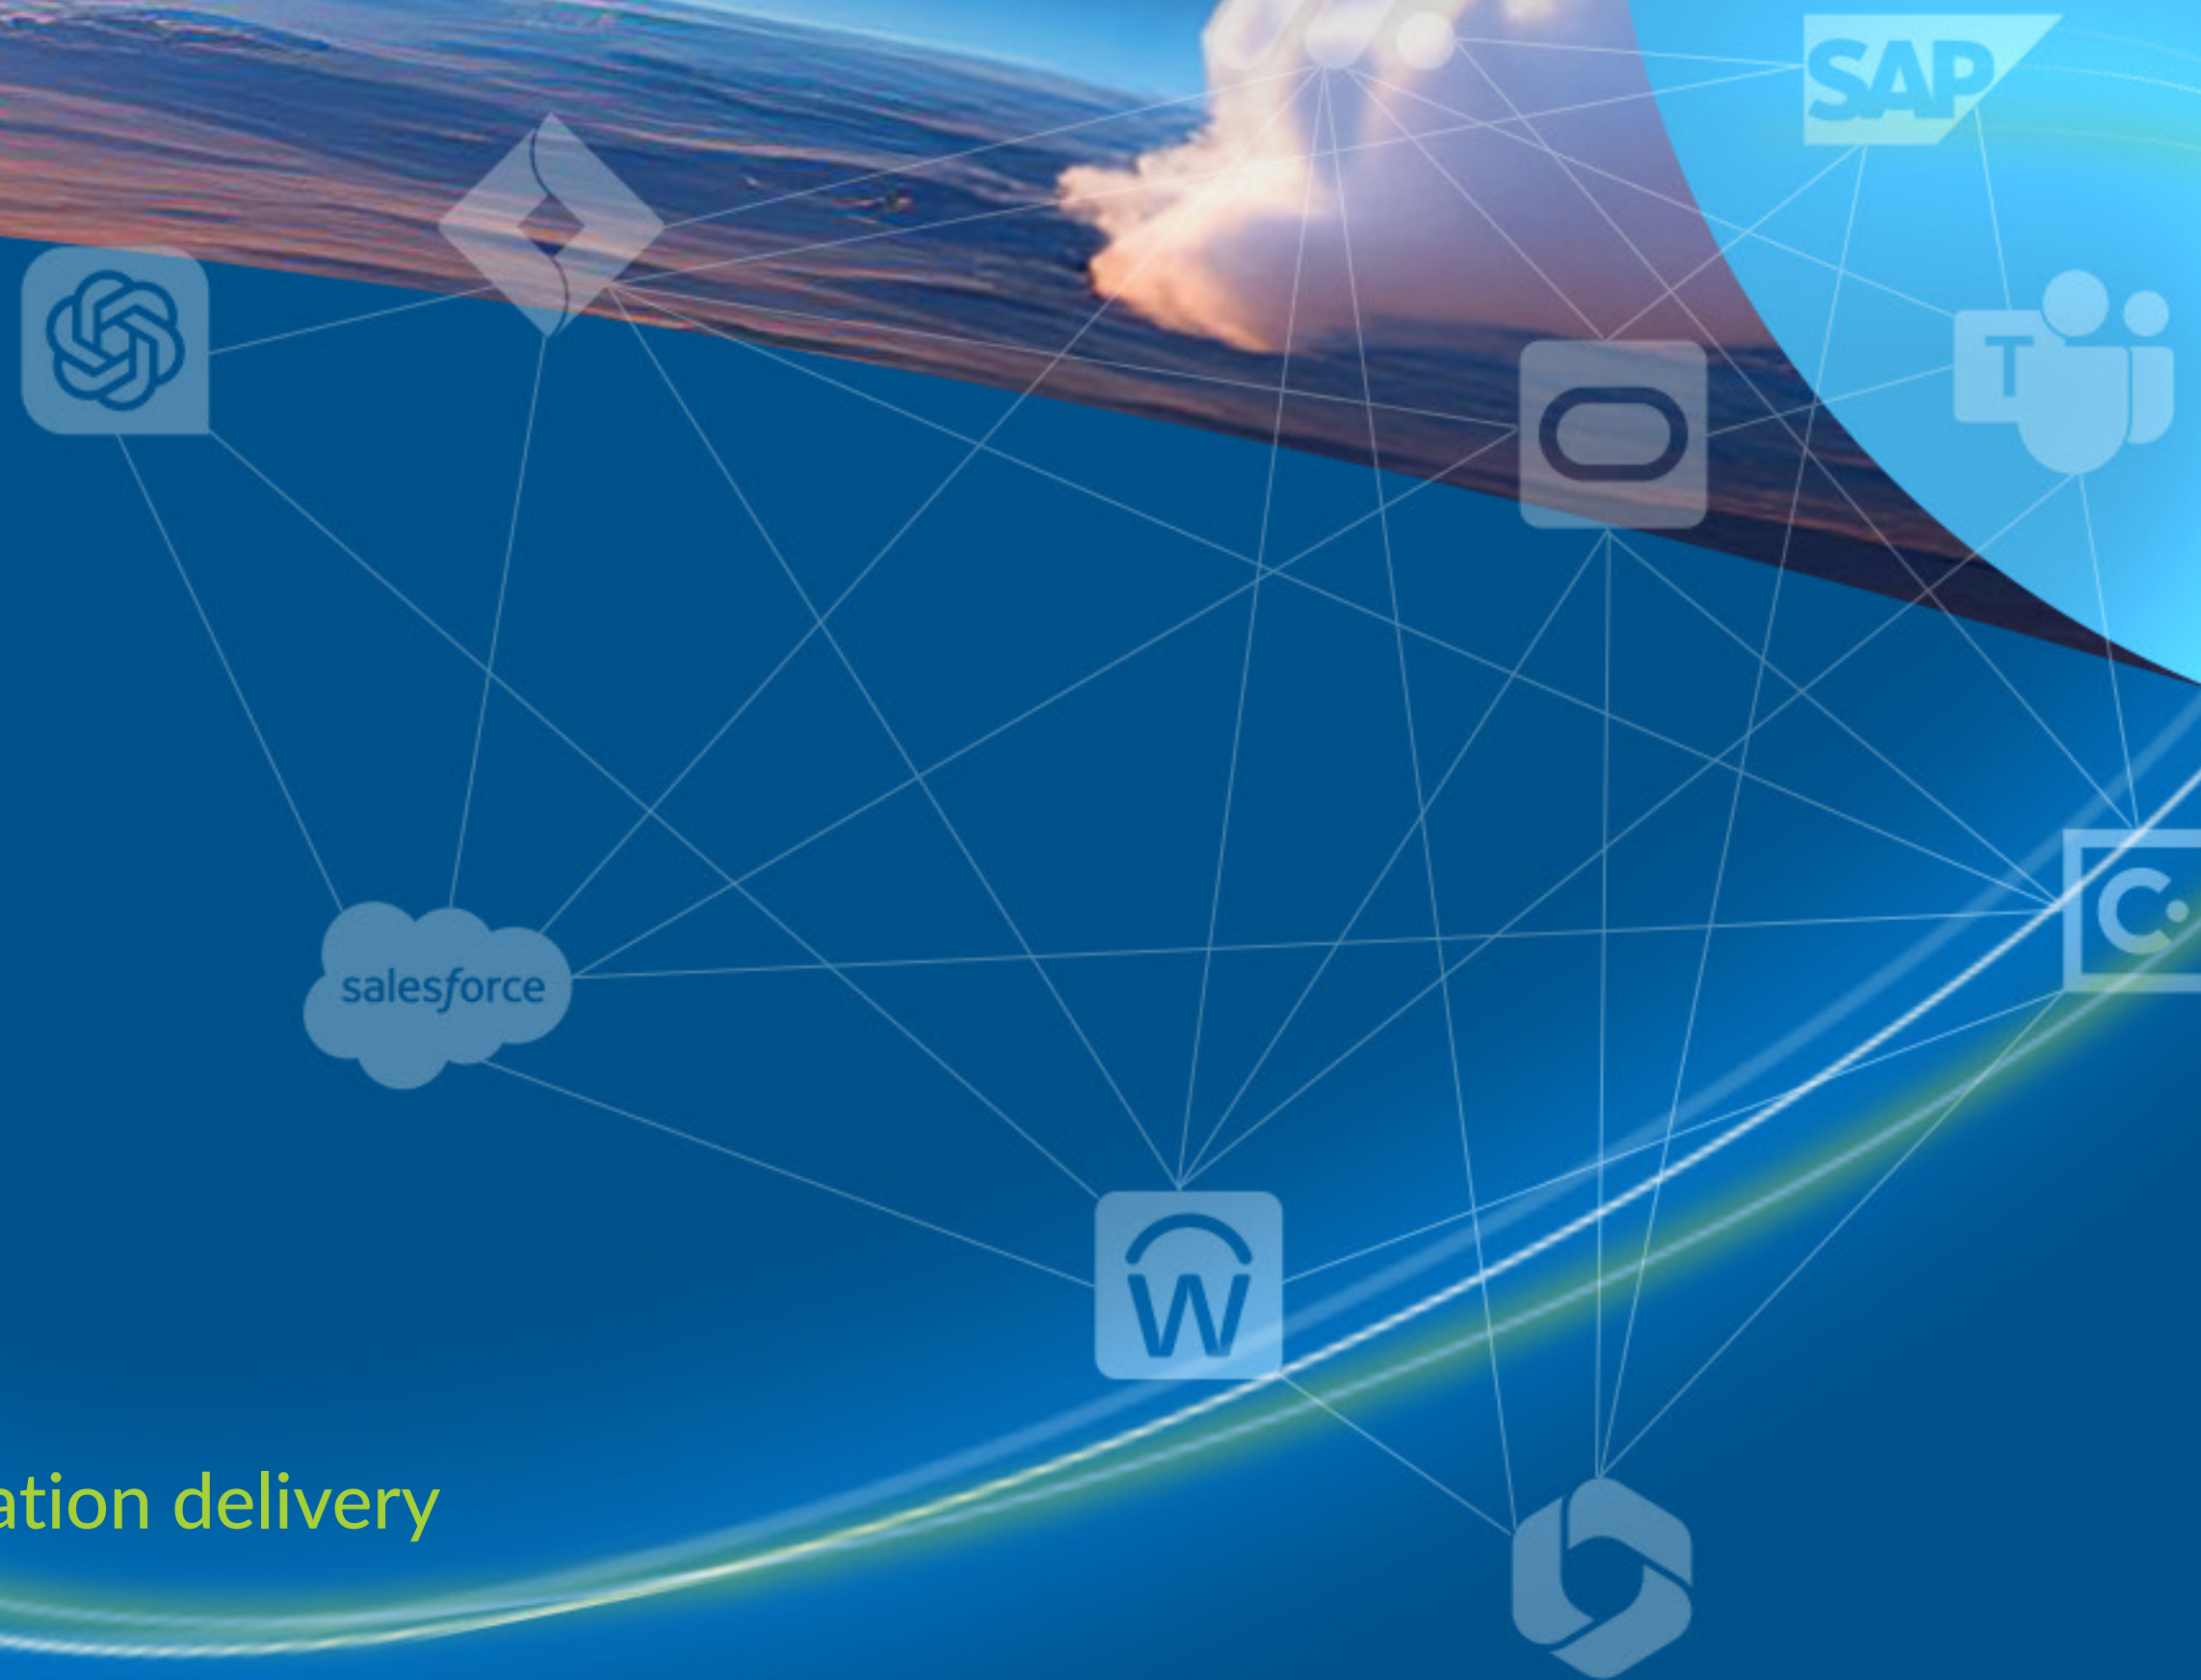 SAP
T
C.
salesforce
W
ation delivery